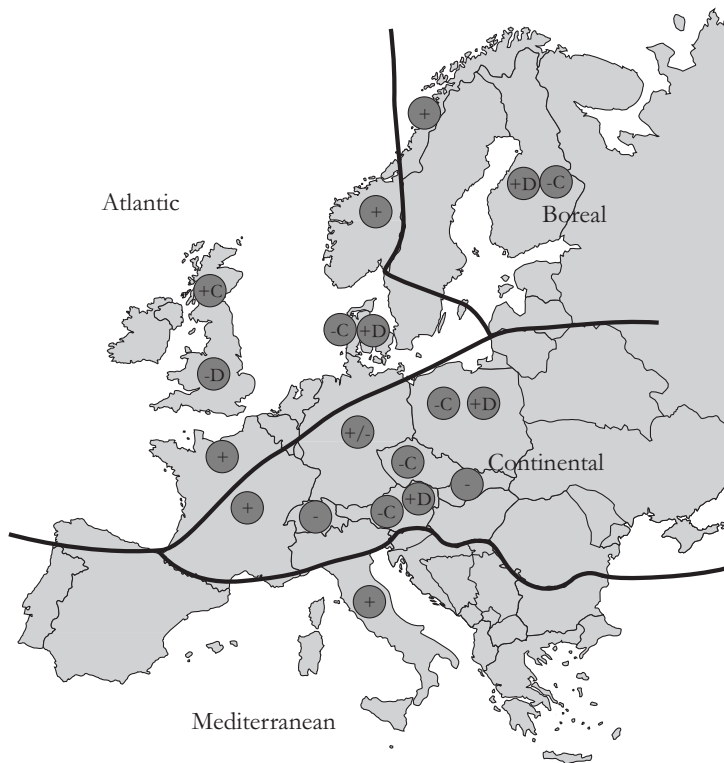 +
+D -C
Atlantic
+
Boreal
+C
-C +D
-D
-C +D
+/-
+
-C
Continental
-
+D
+
-
-C
+
Mediterranean